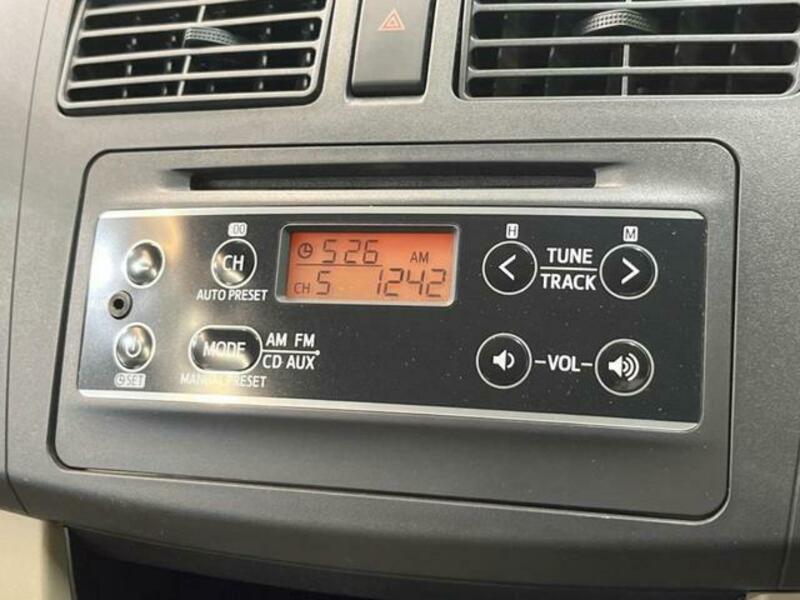 :00
CH
AUTO PRESET
5:26 AM
CH 5 1242
H
M
TUNE
TRACK
MODE
AM FM
CD AUX
MANUAL PRESET
SET
-VOL-